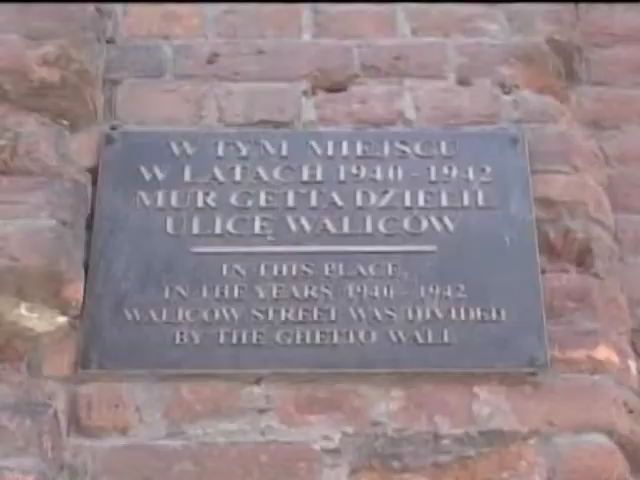 W TYM MIEJSCU
W LATACH 1940-1942
MUR GETTA DZIELIŁ
ULICĘ WALICÓW
IN THIS PLACE,
IN THE YEARS 1940-1942
WALICÓW STREET WAS DIVIDED
BY THE GHETTO WALL